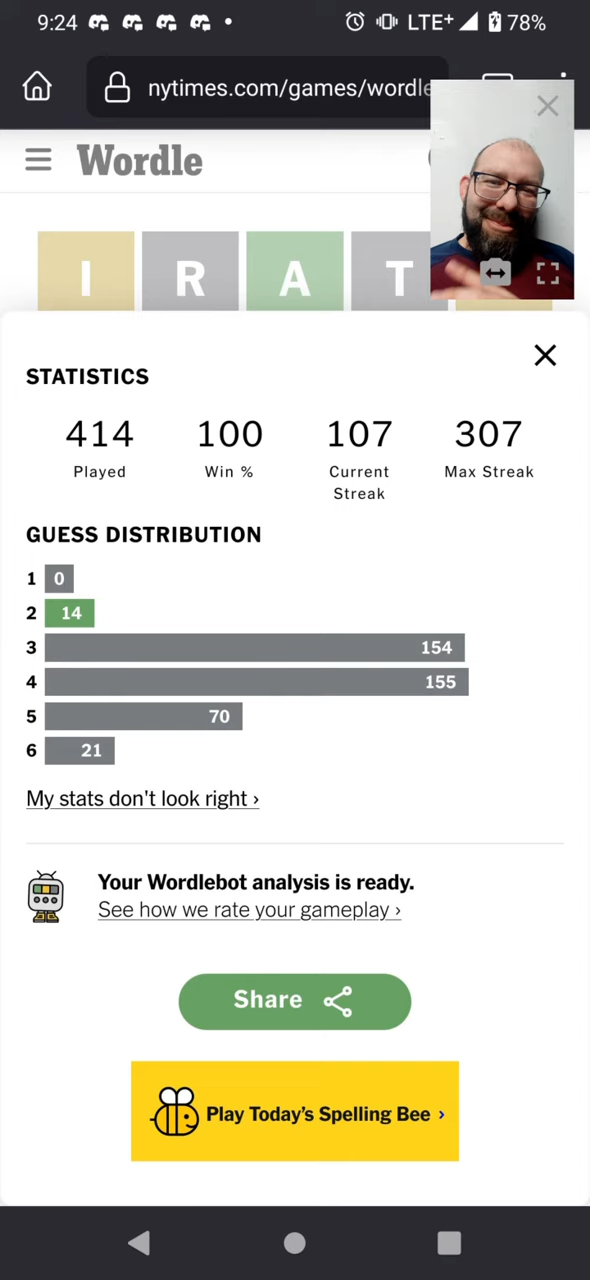 9:24 LTE+ 78%
nytimes.com/games/wordle
Wordle
I R A T
STATISTICS
414 100 107 307
Played Win % Current Streak Max Streak
GUESS DISTRIBUTION
1 0
2 14
3 154
4 155
5 70
6 21
My stats don't look right ›
Your Wordlebot analysis is ready.
See how we rate your gameplay ›
Share
Play Today's Spelling Bee ›